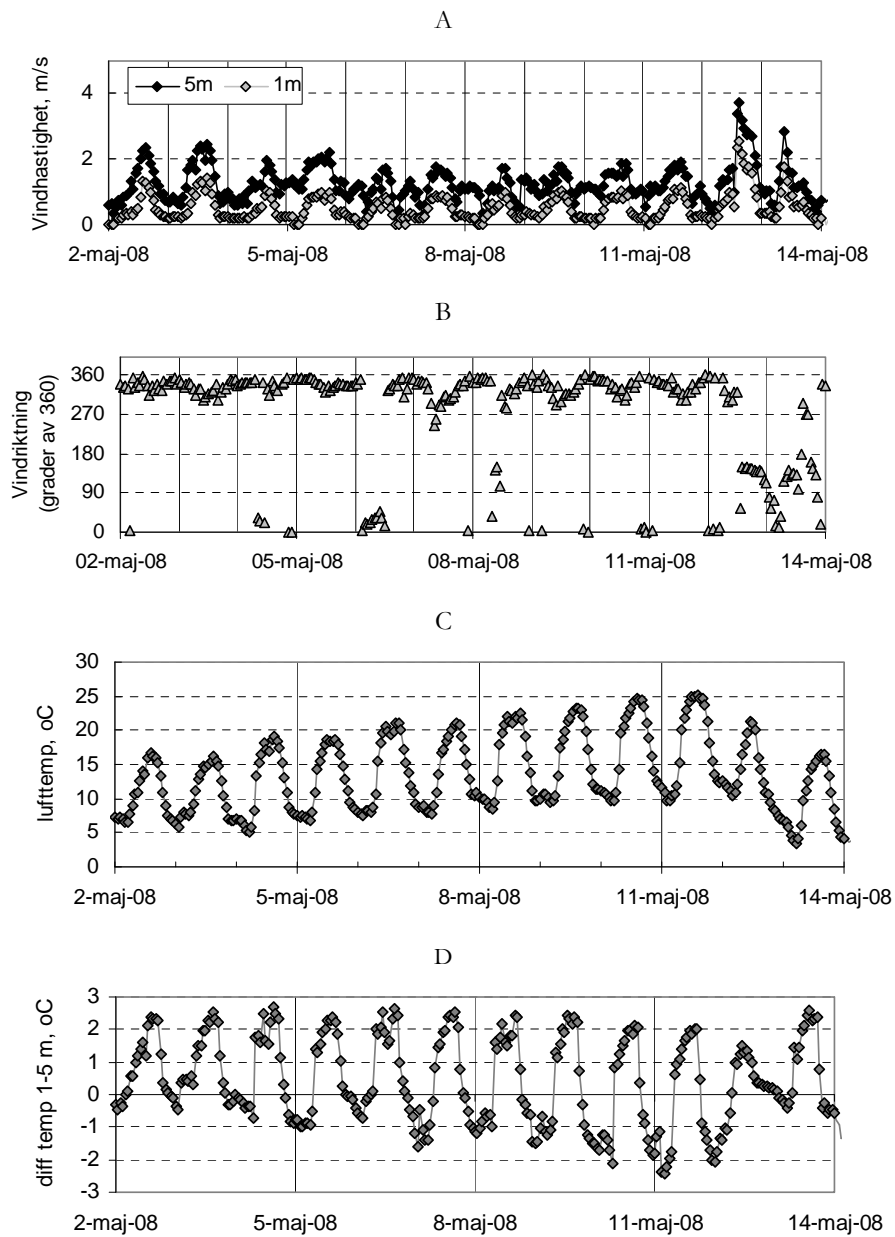 A
Vindhastighet, m/s
5m 1m
4
2
0
2-maj-08 5-maj-08 8-maj-08 11-maj-08 14-maj-08
B
Vindriktning
(grader av 360)
360
270
180
90
0
02-maj-08 05-maj-08 08-maj-08 11-maj-08 14-maj-08
C
lufttemp, oC
30
25
20
15
10
5
0
2-maj-08 5-maj-08 8-maj-08 11-maj-08 14-maj-08
D
diff temp 1-5 m, oC
3
2
1
0
-1
-2
-3
2-maj-08 5-maj-08 8-maj-08 11-maj-08 14-maj-08